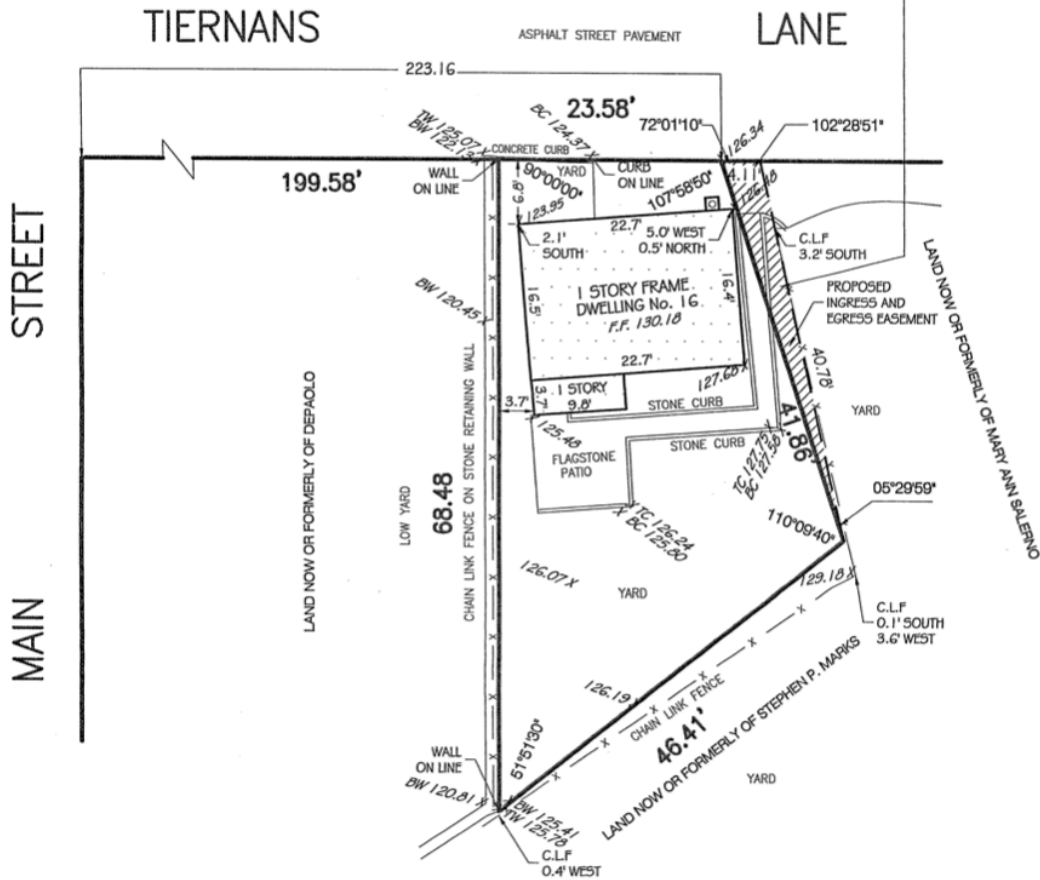 TIERNANS
LANE
ASPHALT STREET PAVEMENT
223.16
23.58'
BC 124.37 X
72°01'10"
102°28'51"
126.34
TW 125.07 X
BW 122.13 X
CONCRETE CURB
4.11'
126.48
199.58'
WALL
ON LINE
6.8'
90°00'00"
YARD
CURB
ON LINE
107°58'50"
123.95
22.7'
2.1'
SOUTH
5.0' WEST
0.5' NORTH
C.L.F
3.2' SOUTH
STREET
MAIN
BW 120.45 X
16.5'
1 STORY FRAME
DWELLING No. 16
F.F. 130.18
16.4'
PROPOSED
INGRESS AND
EGRESS EASEMENT
LAND NOW OR FORMERLY OF MARY ANN SALERNO
22.7'
127.68
40.78'
3.7'
3.7'
1 STORY
9.8'
STONE CURB
YARD
41.86'
125.48
FLAGSTONE
PATIO
STONE CURB
TC 127.75 X
BC 127.58
LAND NOW OR FORMERLY OF DEPAOLO
LOW YARD
68.48
CHAIN LINK FENCE ON STONE RETAINING WALL
05°29'59"
110°09'40"
X TC 126.24
X BC 125.80
126.07 X
YARD
129.18 X
C.L.F
0.1' SOUTH
3.6' WEST
126.19
CHAIN LINK FENCE
46.41'
LAND NOW OR FORMERLY OF STEPHEN P. MARKS
YARD
WALL
ON LINE
51°51'30"
BW 120.81 X
BW 125.41
TW 125.78
C.L.F
0.4' WEST